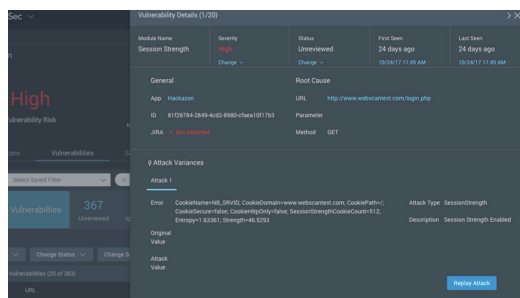 Sec
Vulnerability Details (1/20)
Module Name
Session Strength
Severity
High
Change
Status
Unreviewed
Change
First Seen
24 days ago
10/24/17 11:45 AM
Last Seen
24 days ago
10/24/17 11:45 AM
High
Vulnerability Risk
Vulnerabilities
Select Saved Filter
Vulnerabilities
367
Unreviewed
Change Status
Change S
Vulnerabilities (20 of 383)
URL
General
App Hackazon
ID 81f26784-2849-4cd2-8980-cfaea10f17b3
JIRA Not Exported
Root Cause
URL http://www.webscantest.com/login.php
Parameter
Method GET
Attack Variances
Attack 1
Error CookieName=NB_SRVID; CookieDomain=www.webscantest.com; CookiePath=/;
CookieSecure=false; CookieHttpOnly=false; SessionStrengthCookieCount=512;
Entropy=1.63361; Strength=46.5293
Original
Value
Attack
Value
Attack Type SessionStrength
Description Session Strength Enabled
Replay Attack